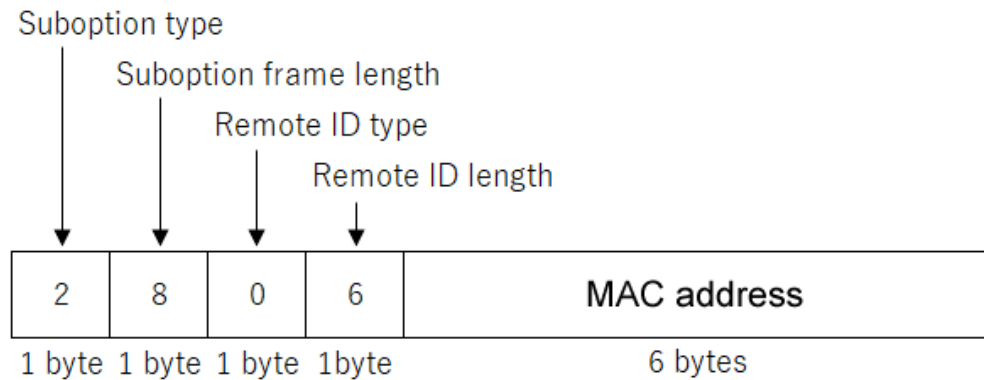 Suboption type
Suboption frame length
Remote ID type
Remote ID length
2 8 0 6 MAC address
1 byte 1 byte 1 byte 1byte 6 bytes